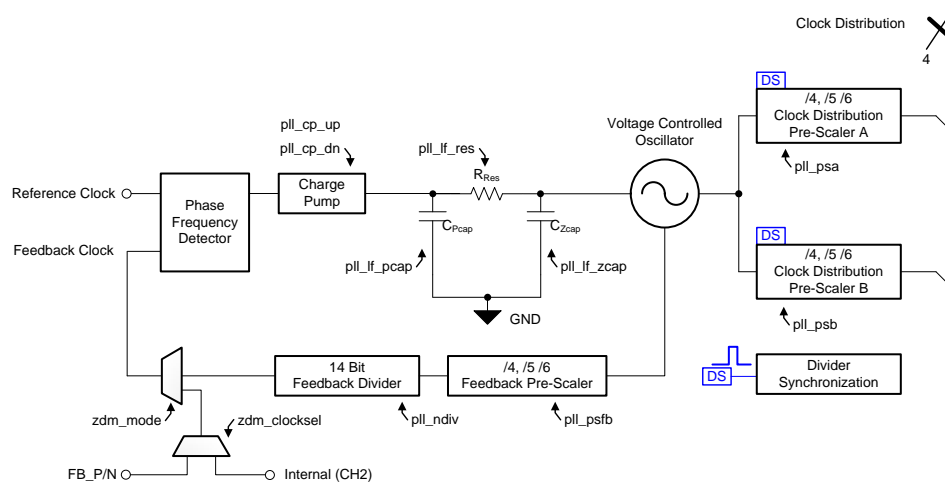 Clock Distribution
4
DS
/4, /5 /6
Clock Distribution
Pre-Scaler A
pll_psa
Voltage Controlled
Oscillator
pll_cp_up
pll_cp_dn
pll_lf_res
RRes
Reference Clock
Phase
Frequency
Detector
Charge
Pump
CPcap
CZcap
Feedback Clock
pll_lf_pcap
pll_lf_zcap
GND
DS
/4, /5 /6
Clock Distribution
Pre-Scaler B
pll_psb
14 Bit
Feedback Divider
/4, /5 /6
Feedback Pre-Scaler
DS
Divider
Synchronization
zdm_mode
zdm_clocksel
pll_ndiv
pll_psfb
FB_P/N
Internal (CH2)